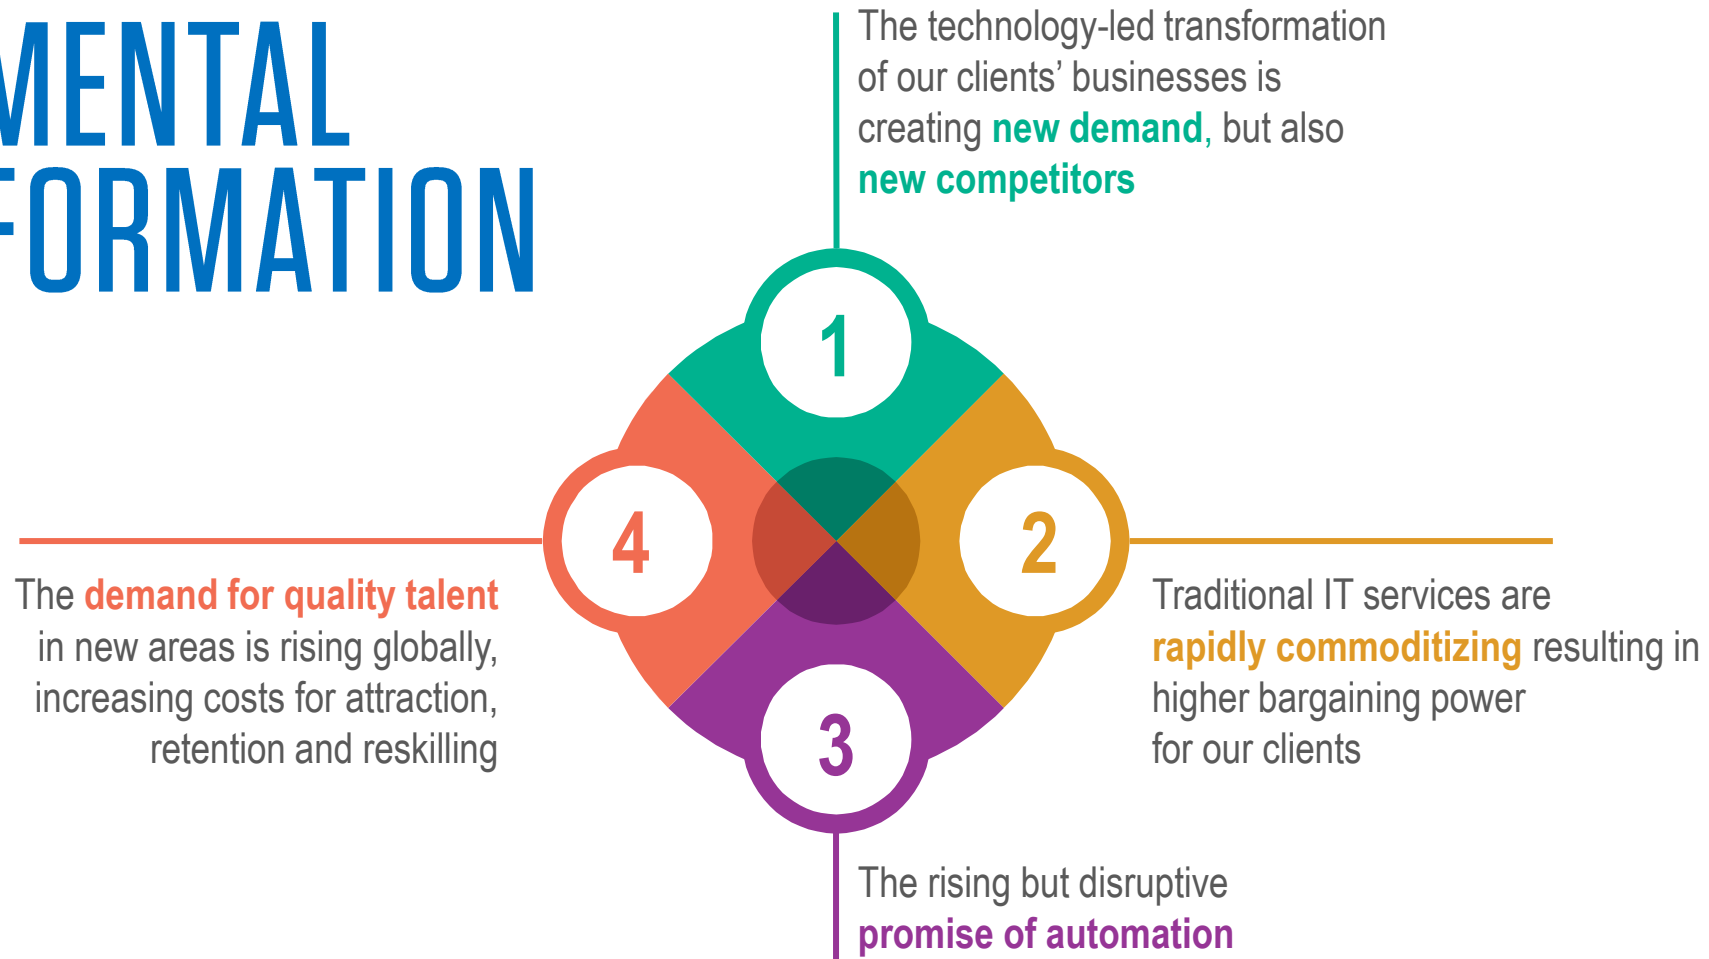 MENTAL
FORMATION
The technology-led transformation
of our clients’ businesses is
creating new demand, but also
new competitors
1
4
2
The demand for quality talent
in new areas is rising globally,
increasing costs for attraction,
retention and reskilling
Traditional IT services are
rapidly commoditizing resulting in
higher bargaining power
for our clients
3
The rising but disruptive
promise of automation